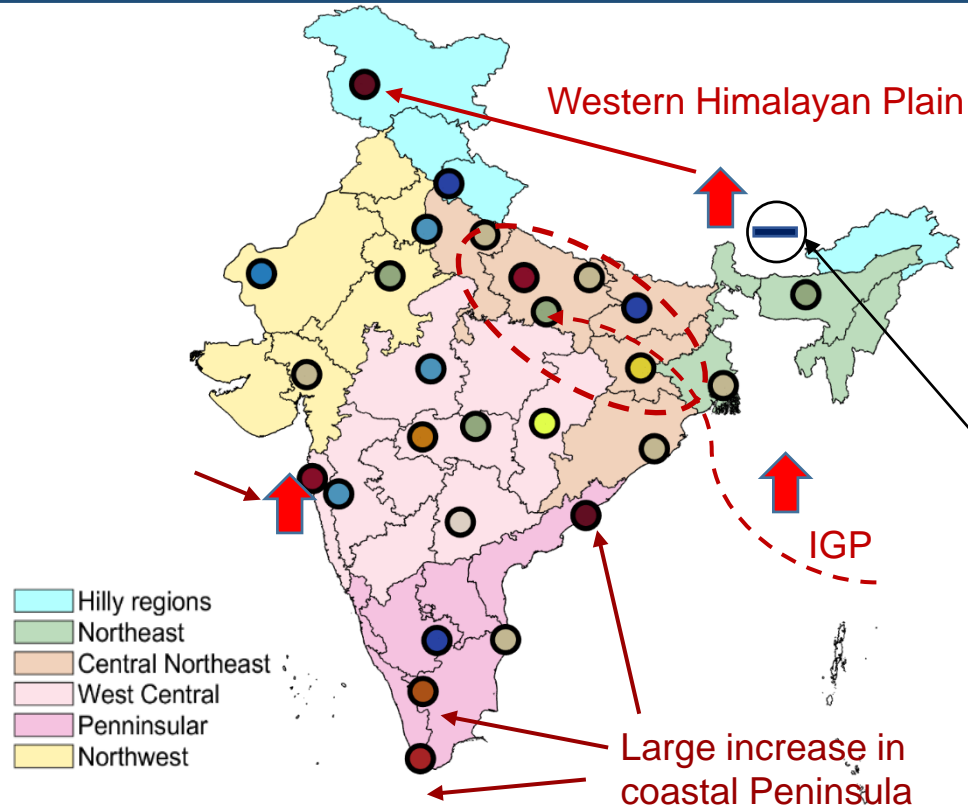 Western Himalayan Plain
IGP
Hilly regions
Northeast
Central Northeast
West Central
Penninsular
Northwest
Large increase in
coastal Peninsula